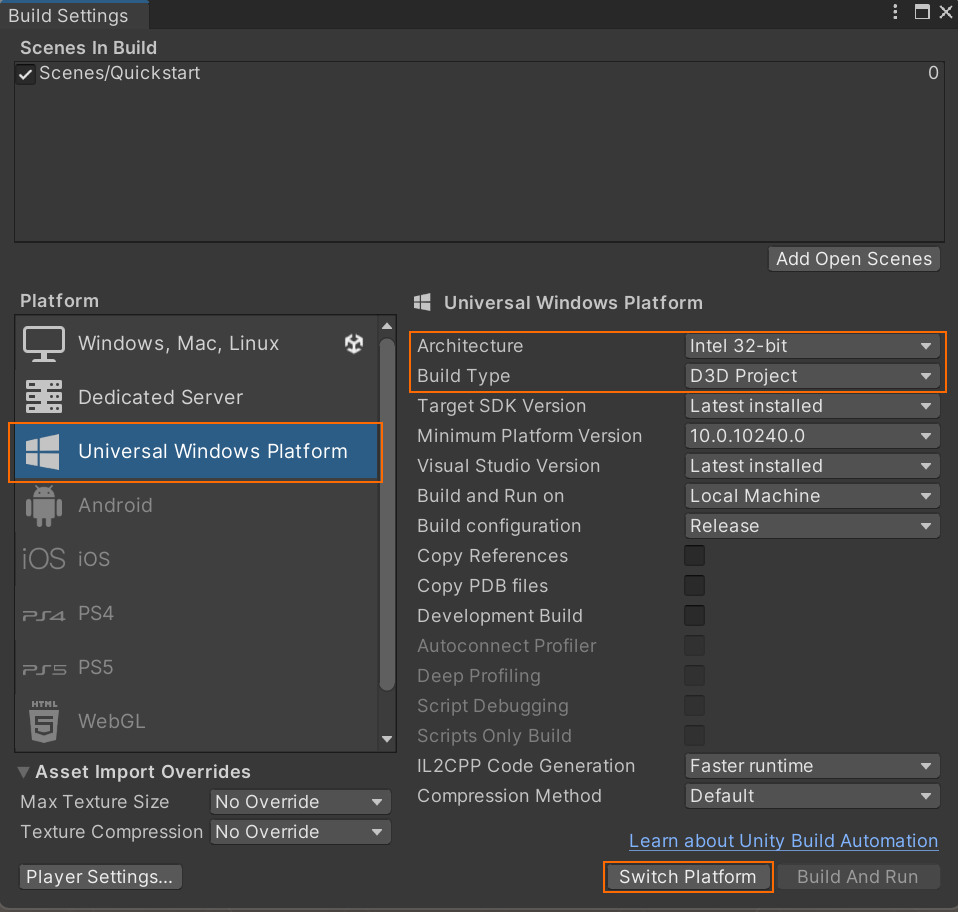 Build Settings
Scenes In Build
Scenes/Quickstart 0
Add Open Scenes
Platform
Windows, Mac, Linux
Dedicated Server
Universal Windows Platform
Android
iOS iOS
PS4 PS4
PS5 PS5
HTML
5 WebGL
Asset Import Overrides
Max Texture Size No Override
Texture Compression No Override
Player Settings...
Universal Windows Platform
Architecture Intel 32-bit
Build Type D3D Project
Target SDK Version Latest installed
Minimum Platform Version 10.0.10240.0
Visual Studio Version Latest installed
Build and Run on Local Machine
Build configuration Release
Copy References
Copy PDB files
Development Build
Autoconnect Profiler
Deep Profiling
Script Debugging
Scripts Only Build
IL2CPP Code Generation Faster runtime
Compression Method Default
Learn about Unity Build Automation
Switch Platform Build And Run